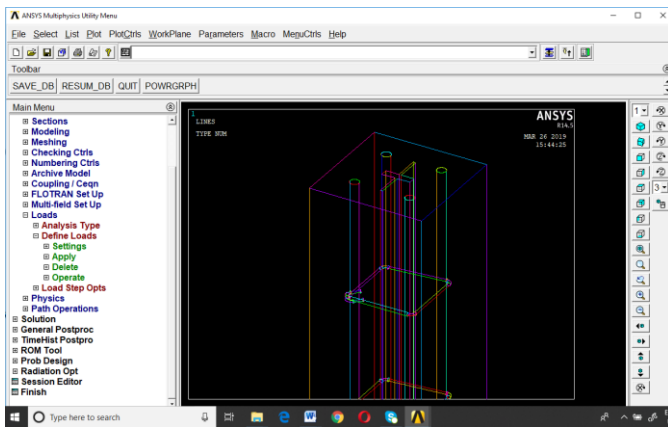 ANSYS Multiphysics Utility Menu
File Select List Plot PlotCtrls WorkPlane Parameters Macro MenuCtrls Help
Toolbar
SAVE_DB RESUM_DB QUIT POWRGRPH
Main Menu
Sections
Modeling
Meshing
Checking Ctrls
Numbering Ctrls
Archive Model
Coupling / Ceqn
FLOTRAN Set Up
Multi-field Set Up
Loads
Analysis Type
Define Loads
Settings
Apply
Delete
Operate
Load Step Opts
Physics
Path Operations
Solution
General Postproc
TimeHist Postpro
ROM Tool
Prob Design
Radiation Opt
Session Editor
Finish
1
LINES
TYPE NUM
ANSYS
R14.5
MAR 26 2019
15:44:25
1
3
Type here to search